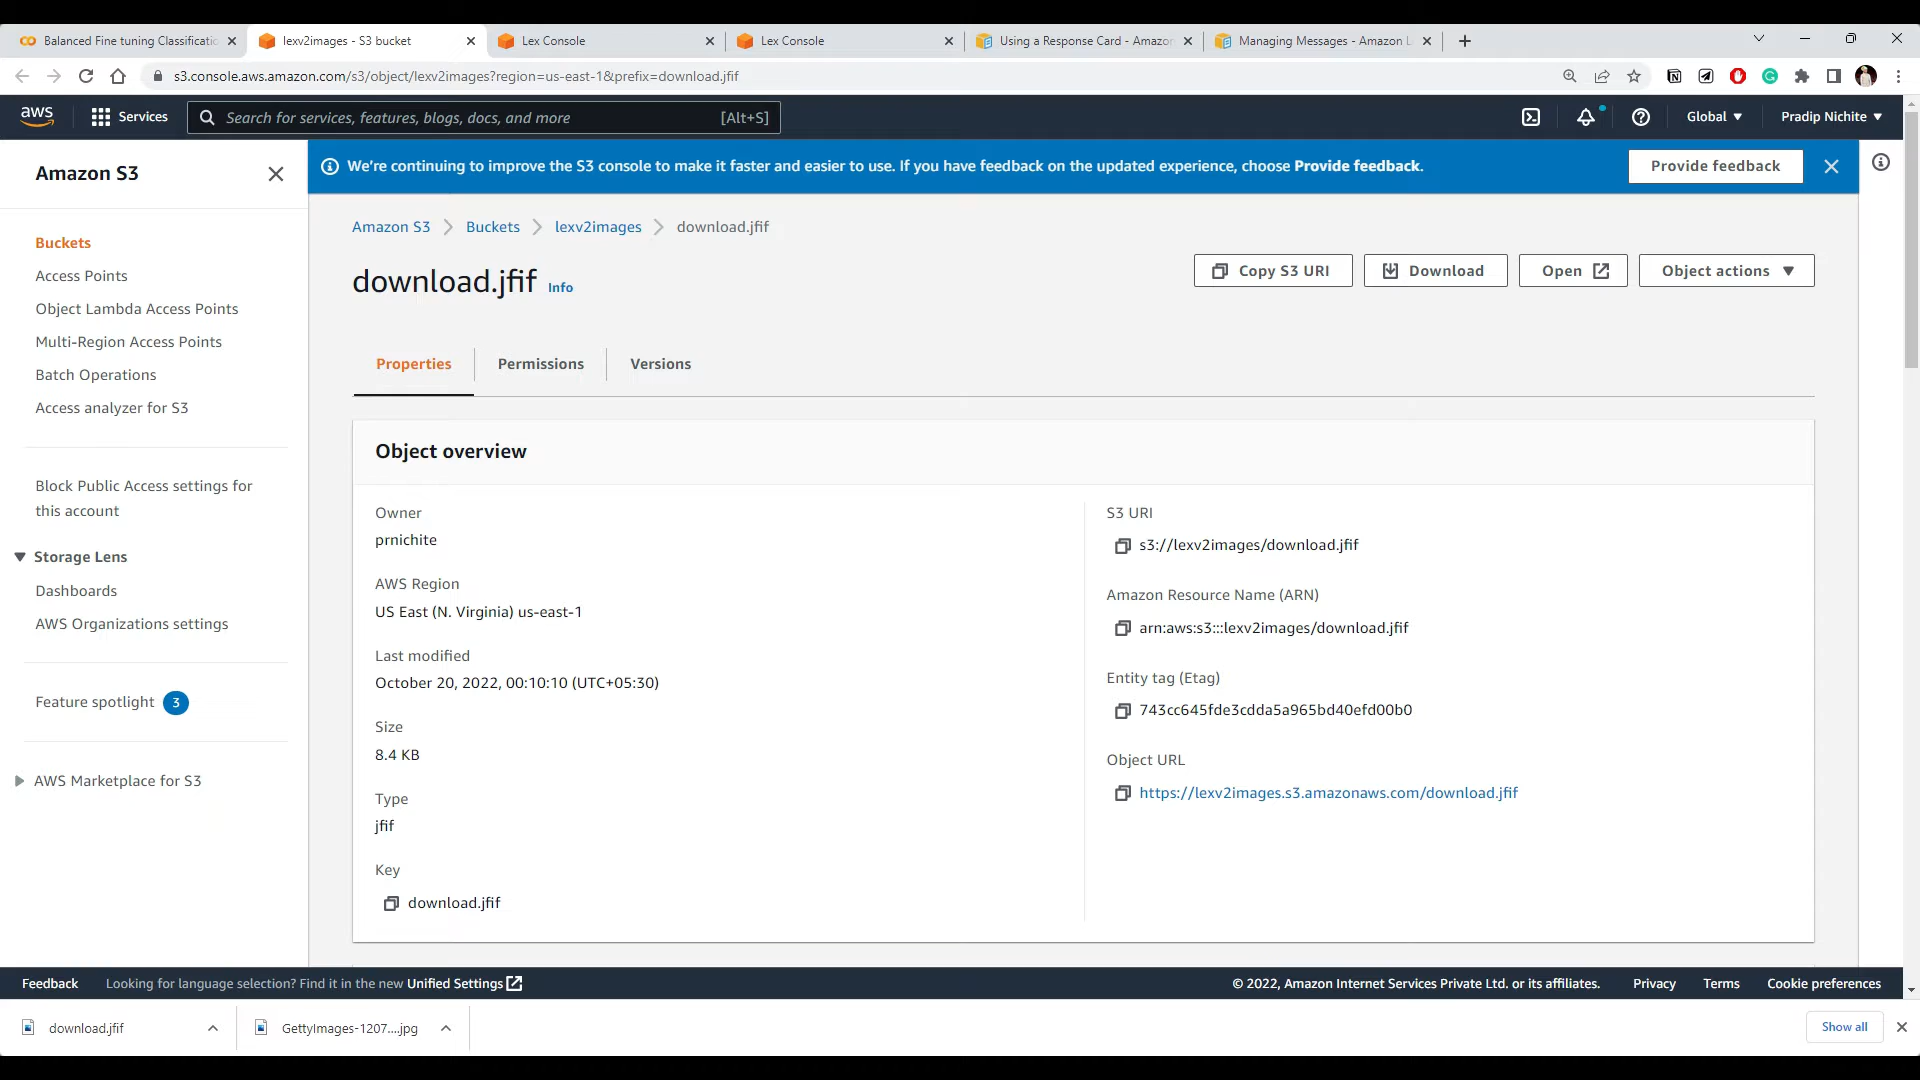 Balanced Fine tuning Classificatio
lexv2images - S3 bucket
Lex Console
Lex Console
Using a Response Card - Amazon
Managing Messages - Amazon L
s3.console.aws.amazon.com/s3/object/lexv2images?region=us-east-1&prefix=download.jfif
aws
Services
Search for services, features, blogs, docs, and more
[Alt+S]
Global
Pradip Nichite
Amazon S3
We're continuing to improve the S3 console to make it faster and easier to use. If you have feedback on the updated experience, choose Provide feedback.
Provide feedback
Buckets
Access Points
Object Lambda Access Points
Multi-Region Access Points
Batch Operations
Access analyzer for S3
Block Public Access settings for
this account
Storage Lens
Dashboards
AWS Organizations settings
Feature spotlight 3
AWS Marketplace for S3
Amazon S3
Buckets
lexv2images
download.jfif
download.jfif
Info
Copy S3 URI
Download
Open
Object actions
Properties
Permissions
Versions
Object overview
Owner
prnichite
AWS Region
US East (N. Virginia) us-east-1
Last modified
October 20, 2022, 00:10:10 (UTC+05:30)
Size
8.4 KB
Type
jfif
Key
download.jfif
S3 URI
s3://lexv2images/download.jfif
Amazon Resource Name (ARN)
arn:aws:s3:::lexv2images/download.jfif
Entity tag (Etag)
743cc645fde3cdda5a965bd40efd00b0
Object URL
https://lexv2images.s3.amazonaws.com/download.jfif
Feedback
Looking for language selection? Find it in the new Unified Settings
© 2022, Amazon Internet Services Private Ltd. or its affiliates.
Privacy
Terms
Cookie preferences
download.jfif
GettyImages-1207....jpg
Show all